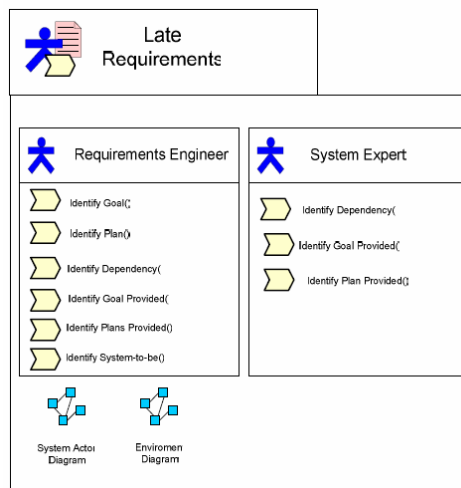 Late
Requirements
Requirements Engineer
Identify Goal(
Identify Plan()
Identify Dependency(
Identify Goal Provided(
Identify Plans Provided()
Identify System-to-be()
System Expert
Identify Dependency(
Identify Goal Provided(
Identify Plan Provided()
System Actor
Diagram
Enviromen
Diagram